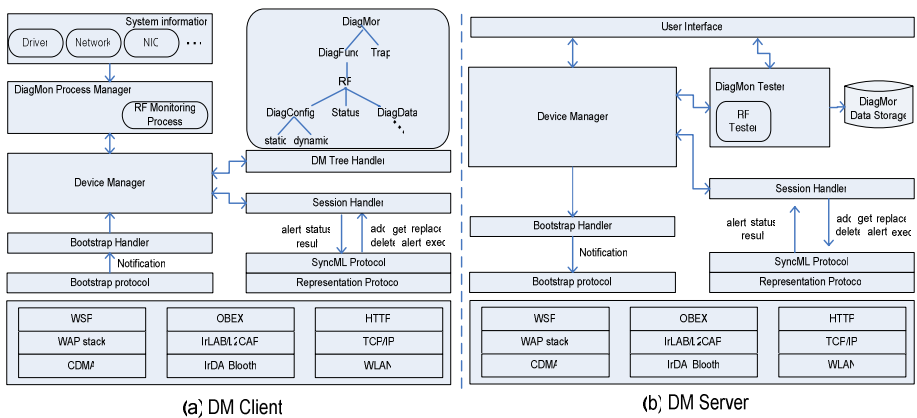 System information
Driver Network NIC ...
DiagMon Process Manager
RF Monitoring
Process
Device Manager
Bootstrap Handler
Notification
Bootstrap protocol
DiagMon
DiagFunc Trap
RF
DiagConfig Status DiagData
static dynamic
DM Tree Handler
Session Handler
alert status
result
add get replace
delete alert exec
SyncML Protocol
Representation Protocol
WSP OBEX HTTP
WAP stack IrLAB/L2CAP TCP/IP
CDMA IrDA Blooth WLAN
(a) DM Client
User Interface
Device Manager
DiagMon Tester
RF
Tester
DiagMon
Data Storage
Bootstrap Handler
Notification
Bootstrap protocol
Session Handler
alert status
result
add get replace
delete alert exec
SyncML Protocol
Representation Protocol
WSP OBEX HTTP
WAP stack IrLAB/L2CAP TCP/IP
CDMA IrDA Blooth WLAN
(b) DM Server